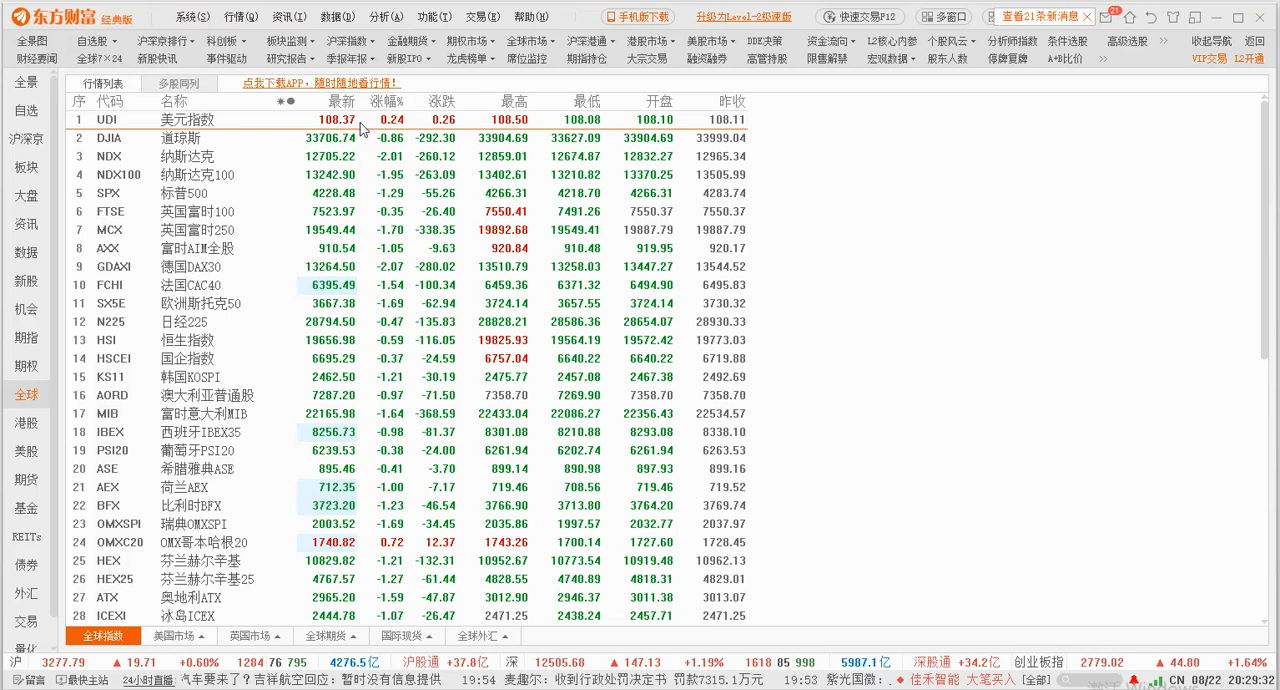 东方财富 经典版 系统(S) 行情(Q) 资讯(I) 数据(D) 分析(A) 功能(T) 交易(E) 帮助(H) 手机版下载 升级为Level-2极速版 快速交易F12 多窗口 查看21条新消息 21
全景图 自选股 沪深京排行 科创板 板块监测 沪深指数 金融期货 期权市场 全球市场 沪深港通 港股市场 美股市场 DDE决策 资金流向 L2核心内参 个股风云 分析师指数 条件选股 高级选股 收起导航 返回
财经要闻 全球7×24 新股快讯 事件驱动 研究报告 季报年报 新股IPO 龙虎榜单 席位监控 期指持仓 大宗交易 融资融券 高管持股 限售解禁 宏观数据 股东人数 停牌复牌 A+B比价 VIP交易 L2开通
全景 行情列表 多股同列 点我下载APP，随时随地看行情！
序 代码 名称 最新 涨幅% 涨跌 最高 最低 开盘 昨收
自选
沪深京
板块
大盘
资讯
数据
新股
机会
期指
期权
全球
港股
美股
期货
基金
REITs
债券
外汇
交易
量化
1 UDI 美元指数 108.37 0.24 0.26 108.50 108.08 108.10 108.11
2 DJIA 道琼斯 33706.74 -0.86 -292.30 33904.69 33627.09 33904.69 33999.04
3 NDX 纳斯达克 12705.22 -2.01 -260.12 12859.01 12674.87 12832.27 12965.34
4 NDX100 纳斯达克100 13242.90 -1.95 -263.09 13402.61 13210.82 13370.25 13505.99
5 SPX 标普500 4228.48 -1.29 -55.26 4266.31 4218.70 4266.31 4283.74
6 FTSE 英国富时100 7523.97 -0.35 -26.40 7550.41 7491.26 7550.37 7550.37
7 MCX 英国富时250 19549.44 -1.70 -338.35 19892.68 19549.41 19887.79 19887.79
8 AXX 富时AIM全股 910.54 -1.05 -9.63 920.84 910.48 919.95 920.17
9 GDAXI 德国DAX30 13264.50 -2.07 -280.02 13510.79 13258.03 13447.27 13544.52
10 FCHI 法国CAC40 6395.49 -1.54 -100.34 6459.36 6371.32 6494.90 6495.83
11 SX5E 欧洲斯托克50 3667.38 -1.69 -62.94 3724.14 3657.55 3724.14 3730.32
12 N225 日经225 28794.50 -0.47 -135.83 28828.21 28586.36 28654.07 28930.33
13 HSI 恒生指数 19656.98 -0.59 -116.05 19825.93 19564.19 19572.42 19773.03
14 HSCEI 国企指数 6695.29 -0.37 -24.59 6757.04 6640.22 6640.22 6719.88
15 KS11 韩国KOSPI 2462.50 -1.21 -30.19 2475.77 2457.08 2467.38 2492.69
16 AORD 澳大利亚普通股 7287.20 -0.97 -71.50 7358.70 7269.90 7358.70 7358.70
17 MIB 富时意大利MIB 22165.98 -1.64 -368.59 22433.04 22086.27 22356.43 22534.57
18 IBEX 西班牙IBEX35 8256.73 -0.98 -81.37 8301.08 8210.88 8293.08 8338.10
19 PSI20 葡萄牙PSI20 6239.53 -0.38 -24.00 6261.94 6202.74 6261.94 6263.53
20 ASE 希腊雅典ASE 895.46 -0.41 -3.70 899.14 890.98 897.93 899.16
21 AEX 荷兰AEX 712.35 -1.00 -7.17 719.46 708.56 719.46 719.52
22 BFX 比利时BFX 3723.20 -1.23 -46.54 3766.90 3713.80 3764.20 3769.74
23 OMXSPI 瑞典OMXSPI 2003.52 -1.69 -34.45 2035.86 1997.57 2032.77 2037.97
24 OMXC20 OMX哥本哈根20 1740.82 0.72 12.37 1743.26 1700.14 1727.60 1728.45
25 HEX 芬兰赫尔辛基 10829.82 -1.21 -132.31 10952.67 10773.54 10919.48 10962.13
26 HEX25 芬兰赫尔辛基25 4767.57 -1.27 -61.44 4828.55 4740.89 4818.31 4829.01
27 ATX 奥地利ATX 2965.20 -1.59 -47.87 3012.90 2946.37 3011.38 3013.07
28 ICEXI 冰岛ICEX 2444.78 -1.07 -26.47 2471.25 2438.24 2457.71 2471.25
全球指数 美国市场 英国市场 全球期货 国际现货 全球外汇
沪 3277.79 ▲ 19.71 +0.60% 1284 76 795 4276.5亿 沪股通 +37.8亿 深 12505.68 ▲ 147.13 +1.19% 1618 85 998 5987.1亿 深股通 +34.2亿 创业板指 2779.02 ▲ 44.80 +1.64%
留言 最快主站 24小时直播 汽车要来了？吉祥航空回应：暂时没有信息提供 19:54 麦趣尔：收到行政处罚决定书 罚款7315.1万元 19:53 紫光国微： 佳禾智能 大笔买入 [全部] CN 08/22 20:29:32